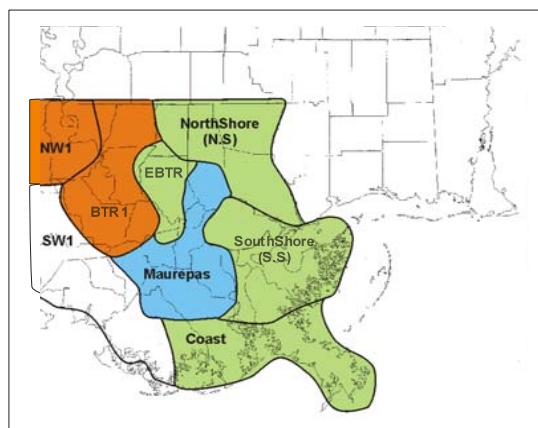 NorthShore
(N.S)
NW1
EBTR
BTR1
SW1
SouthShore
(S.S)
Maurepas
Coast